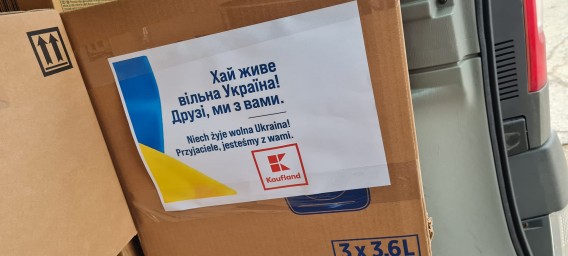 Хай живе
вільна Україна!
Друзі, ми з вами.
Niech żyje wolna Ukraina!
Przyjaciele, jesteśmy z wami.
Kaufland
3 x 3,6L